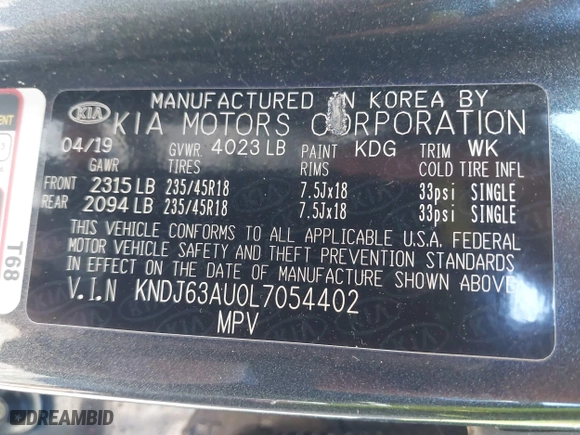 MANUFACTURED IN KOREA BY
KIA KIA MOTORS CORPORATION
04/19 GVWR 4023 LB PAINT KDG TRIM WK
GAWR TIRES RIMS COLD TIRE INFL
FRONT 2315 LB 235/45R18 7.5Jx18 33psi SINGLE
REAR 2094 LB 235/45R18 7.5Jx18 33psi SINGLE
THIS VEHICLE CONFORMS TO ALL APPLICABLE U.S.A. FEDERAL
MOTOR VEHICLE SAFETY AND THEFT PREVENTION STANDARDS
IN EFFECT ON THE DATE OF MANUFACTURE SHOWN ABOVE
V.I.N KNDJ63AU0L7054402
MPV
T68
DREAMBID